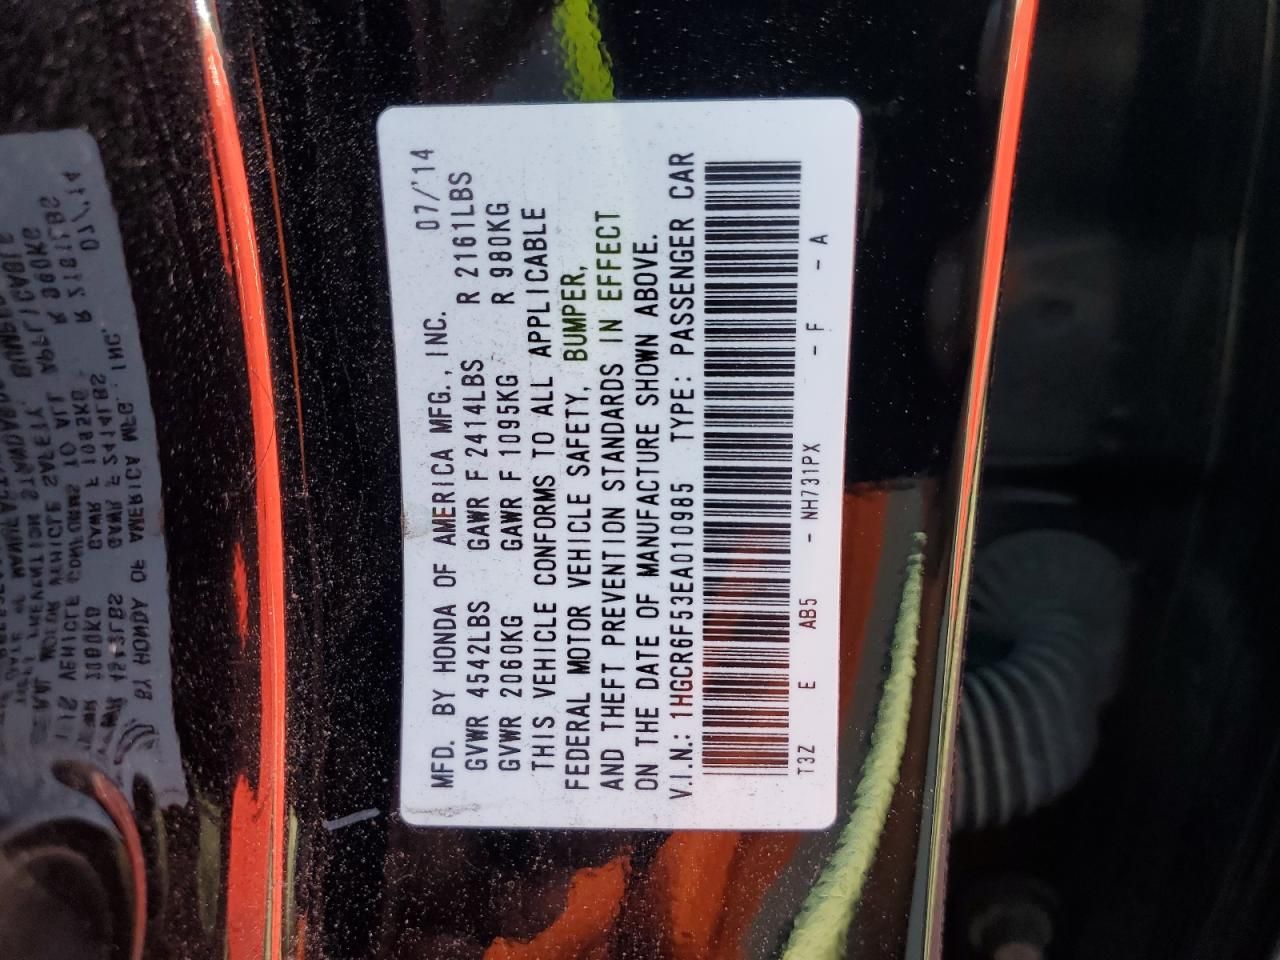 MFD. BY HONDA OF AMERICA MFG., INC. 07/'14
GVWR 4542LBS GAWR F 2414LBS R 2161LBS
GVWR 2060KG GAWR F 1095KG R 980KG
THIS VEHICLE CONFORMS TO ALL APPLICABLE
FEDERAL MOTOR VEHICLE SAFETY, BUMPER,
AND THEFT PREVENTION STANDARDS IN EFFECT
ON THE DATE OF MANUFACTURE SHOWN ABOVE.
V.I.N.: 1HGCR6F53EA010985 TYPE: PASSENGER CAR
T3Z E AB5 - NH731PX - F - A